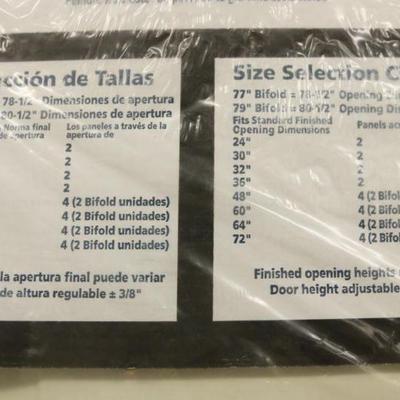 cción de Tallas
78-1/2" Dimensiones de apertura
80-1/2" Dimensiones de apertura
Norma final
de apertura
Los paneles a través de la
apertura de
2
2
2
2
4 (2 Bifold unidades)
4 (2 Bifold unidades)
4 (2 Bifold unidades)
4 (2 Bifold unidades)
la apertura final puede variar
de altura regulable ± 3/8"
Size Selection C
77" Bifold = 78-1/2" Opening
79" Bifold = 80-1/2" Opening Di
Fits Standard Finished
Opening Dimensions
Panels ac
24" 2
30" 2
32" 2
36" 2
48" 4 (2 Bifo
60" 4 (2 Bifo
64" 4 (2 Bifo
72" 4 (2 Bifo
Finished opening heights
Door height adjustable